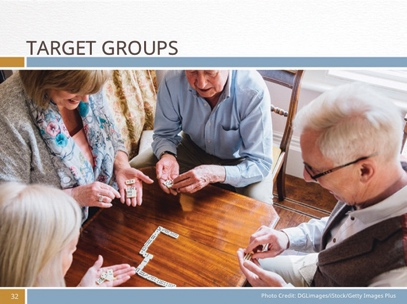 TARGET GROUPS
32
Photo Credit: DGLimages/iStock/Getty Images Plus